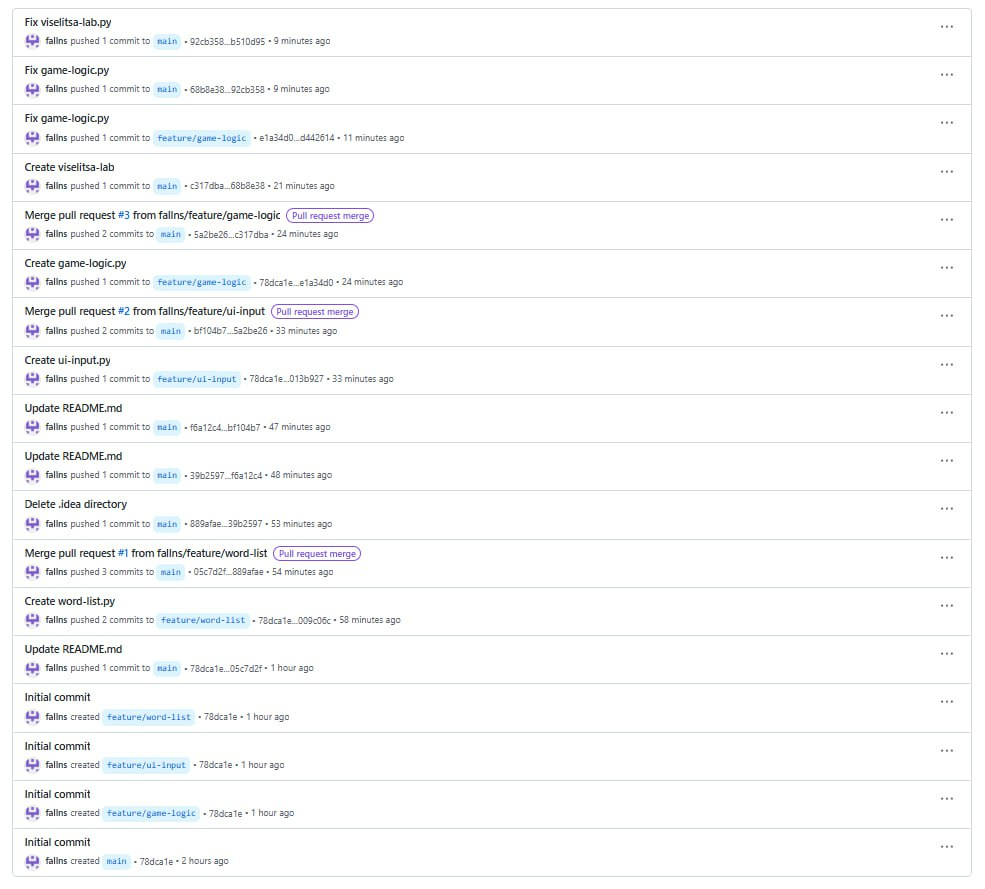 Fix viselitsa-lab.py
fallns pushed 1 commit to main • 92cb358...b510d95 • 9 minutes ago
Fix game-logic.py
fallns pushed 1 commit to main • 68b8e38...92cb358 • 9 minutes ago
Fix game-logic.py
fallns pushed 1 commit to feature/game-logic • e1a34d0...d442614 • 11 minutes ago
Create viselitsa-lab
fallns pushed 1 commit to main • c317dba...68b8e38 • 21 minutes ago
Merge pull request #3 from fallns/feature/game-logic Pull request merge
fallns pushed 2 commits to main • 5a2be26...c317dba • 24 minutes ago
Create game-logic.py
fallns pushed 1 commit to feature/game-logic • 78dca1e...e1a34d0 • 24 minutes ago
Merge pull request #2 from fallns/feature/ui-input Pull request merge
fallns pushed 2 commits to main • bf104b7...5a2be26 • 33 minutes ago
Create ui-input.py
fallns pushed 1 commit to feature/ui-input • 78dca1e...013b927 • 33 minutes ago
Update README.md
fallns pushed 1 commit to main • f6a12c4...bf104b7 • 47 minutes ago
Update README.md
fallns pushed 1 commit to main • 39b2597...f6a12c4 • 48 minutes ago
Delete .idea directory
fallns pushed 1 commit to main • 889afae...39b2597 • 53 minutes ago
Merge pull request #1 from fallns/feature/word-list Pull request merge
fallns pushed 3 commits to main • 05c7d2f...889afae • 54 minutes ago
Create word-list.py
fallns pushed 2 commits to feature/word-list • 78dca1e...009c06c • 58 minutes ago
Update README.md
fallns pushed 1 commit to main • 78dca1e...05c7d2f • 1 hour ago
Initial commit
fallns created feature/word-list • 78dca1e • 1 hour ago
Initial commit
fallns created feature/ui-input • 78dca1e • 1 hour ago
Initial commit
fallns created feature/game-logic • 78dca1e • 1 hour ago
Initial commit
fallns created main • 78dca1e • 2 hours ago